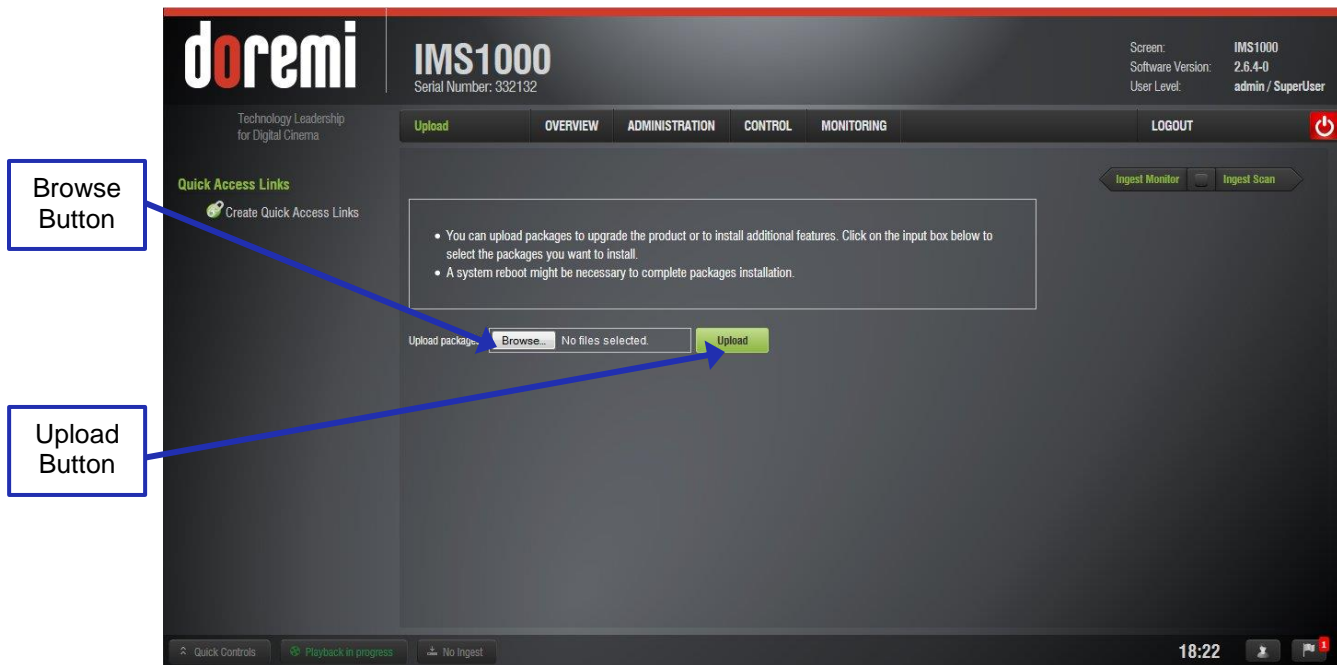 doremi
IMS1000
Serial Number: 332132
Screen: IMS1000
Software Version: 2.6.4-0
User Level: admin / SuperUser
Technology Leadership
for Digital Cinema
Upload OVERVIEW ADMINISTRATION CONTROL MONITORING LOGOUT
Browse
Button
Quick Access Links
Create Quick Access Links
Ingest Monitor Ingest Scan
• You can upload packages to upgrade the product or to install additional features. Click on the input box below to
select the packages you want to install.
• A system reboot might be necessary to complete packages installation.
Upload package Browse... No files selected. Upload
Upload
Button
Quick Controls Playback in progress No Ingest 18:22 1